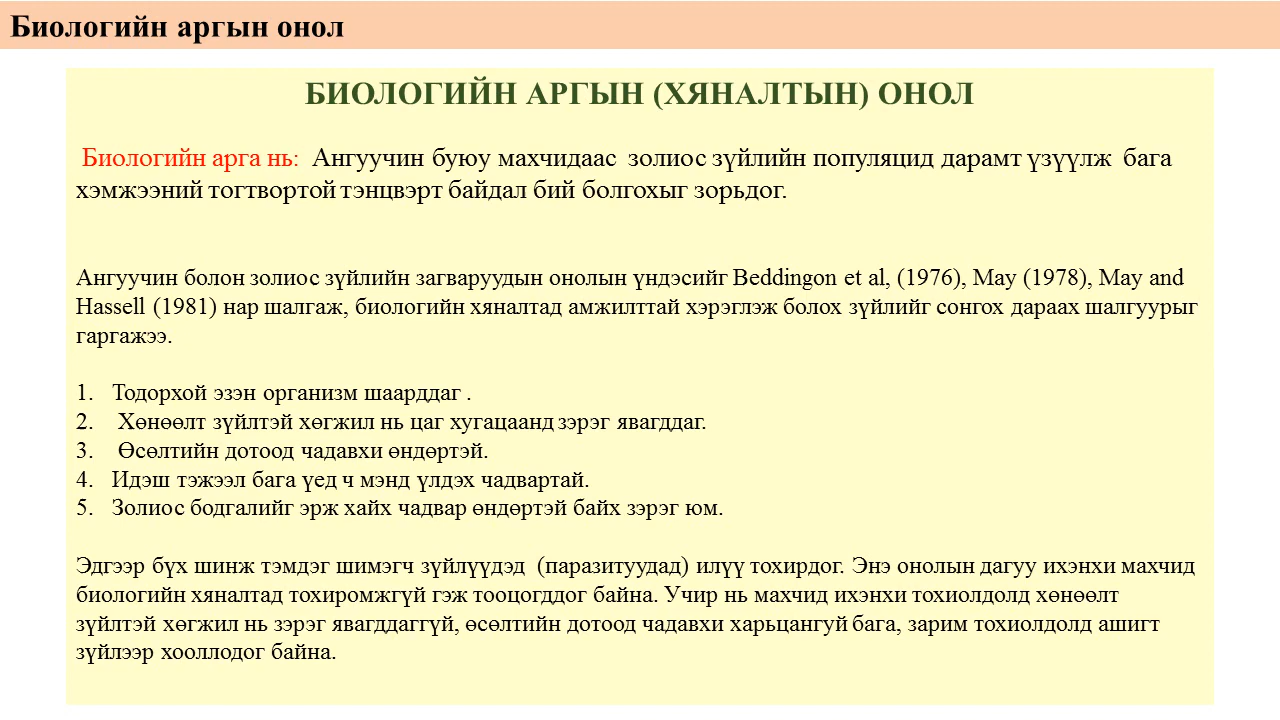 Биологийн аргын онол
БИОЛОГИЙН АРГЫН (ХЯНАЛТЫН) ОНОЛ
Биологийн арга нь: Ангуучин буюу махчидаас золиос зүйлийн популяцид дарамт үзүүлж бага
хэмжээний тогтвортой тэнцвэрт байдал бий болгохыг зорьдог.
Ангуучин болон золиос зүйлийн загваруудын онолын үндэсийг Beddingon et al, (1976), May (1978), May and
Hassell (1981) нар шалгаж, биологийн хяналтад амжилттай хэрэглэж болох зүйлийг сонгох дараах шалгуурыг
гаргажээ.
1. Тодорхой эзэн организм шаарддаг .
2. Хөнөөлт зүйлтэй хөгжил нь цаг хугацаанд зэрэг явагддаг.
3. Өсөлтийн дотоод чадавхи өндөртэй.
4. Идэш тэжээл бага үед ч мэнд үлдэх чадвартай.
5. Золиос бодгалийг эрж хайх чадвар өндөртэй байх зэрэг юм.
Эдгээр бүх шинж тэмдэг шимэгч зүйлүүдэд (паразитуудад) илүү тохирдог. Энэ онолын дагуу ихэнхи махчид
биологийн хяналтад тохиромжгүй гэж тооцогддог байна. Учир нь махчид ихэнхи тохиолдолд хөнөөлт
зүйлтэй хөгжил нь зэрэг явагддаггүй, өсөлтийн дотоод чадавхи харьцангуй бага, зарим тохиолдолд ашигт
зүйлээр хооллодог байна.